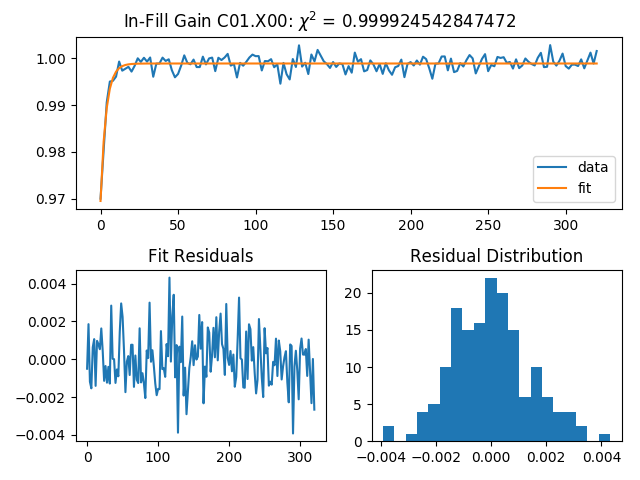 In-Fill Gain C01.X00: χ² = 0.999924542847472
1.00
0.99
0.98
0.97
data
fit
0 50 100 150 200 250 300
Fit Residuals
0.004
0.002
0.000
−0.002
−0.004
0 100 200 300
Residual Distribution
20
15
10
5
0
−0.004 −0.002 0.000 0.002 0.004